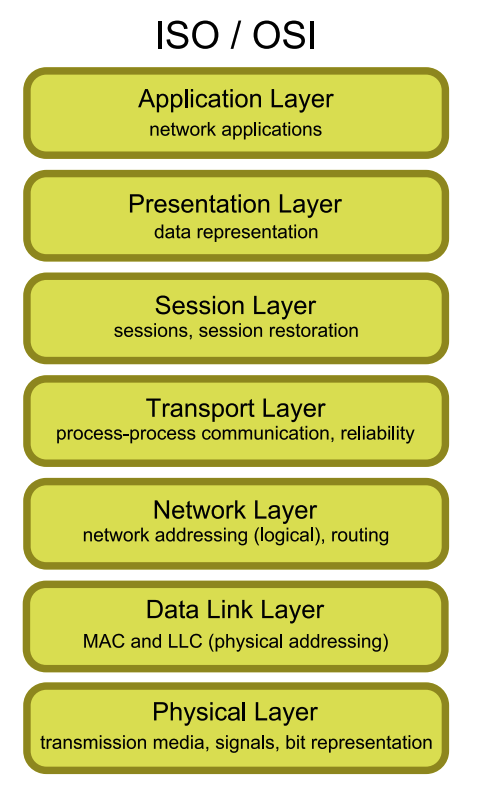 ISO / OSI
Application Layer
network applications
Presentation Layer
data representation
Session Layer
sessions, session restoration
Transport Layer
process-process communication, reliability
Network Layer
network addressing (logical), routing
Data Link Layer
MAC and LLC (physical addressing)
Physical Layer
transmission media, signals, bit representation